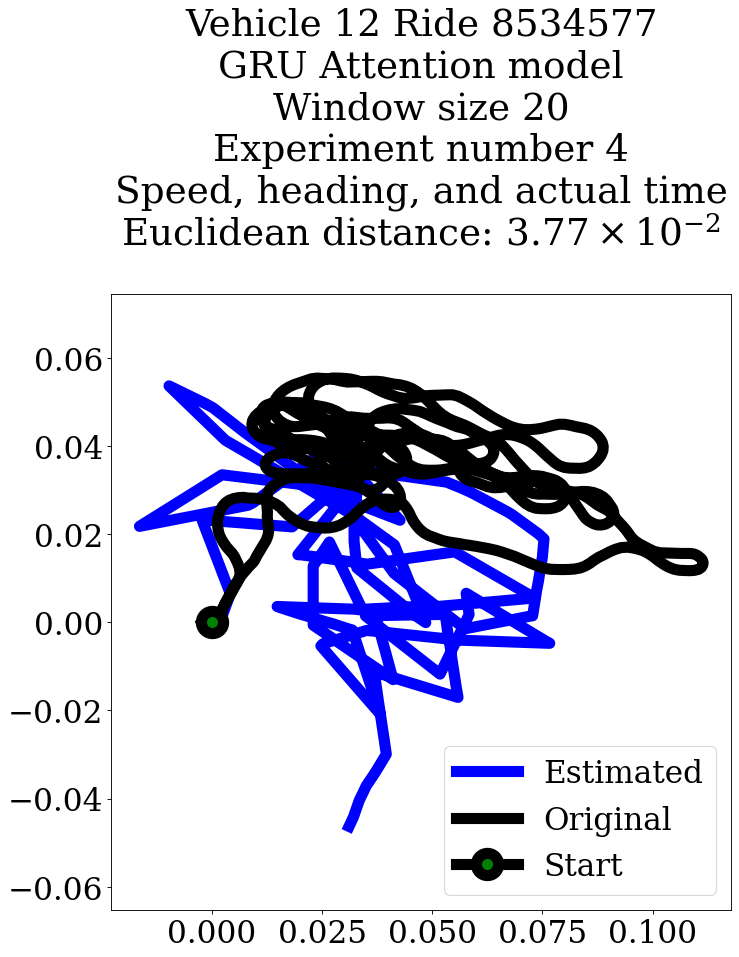 Vehicle 12 Ride 8534577
GRU Attention model
Window size 20
Experiment number 4
Speed, heading, and actual time
Euclidean distance: 3.77 × 10⁻²
0.06
0.04
0.02
0.00
−0.02
−0.04
−0.06
Estimated
Original
Start
0.000 0.025 0.050 0.075 0.100